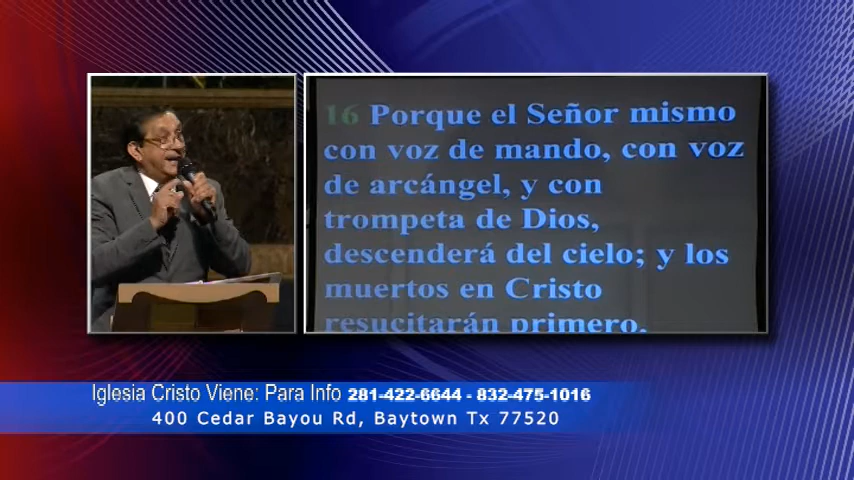 16 Porque el Señor mismo
con voz de mando, con voz
de arcángel, y con
trompeta de Dios,
descenderá del cielo; y los
muertos en Cristo
resucitarán primero.
Iglesia Cristo Viene: Para Info 281-422-6644 - 832-475-1016
400 Cedar Bayou Rd, Baytown Tx 77520